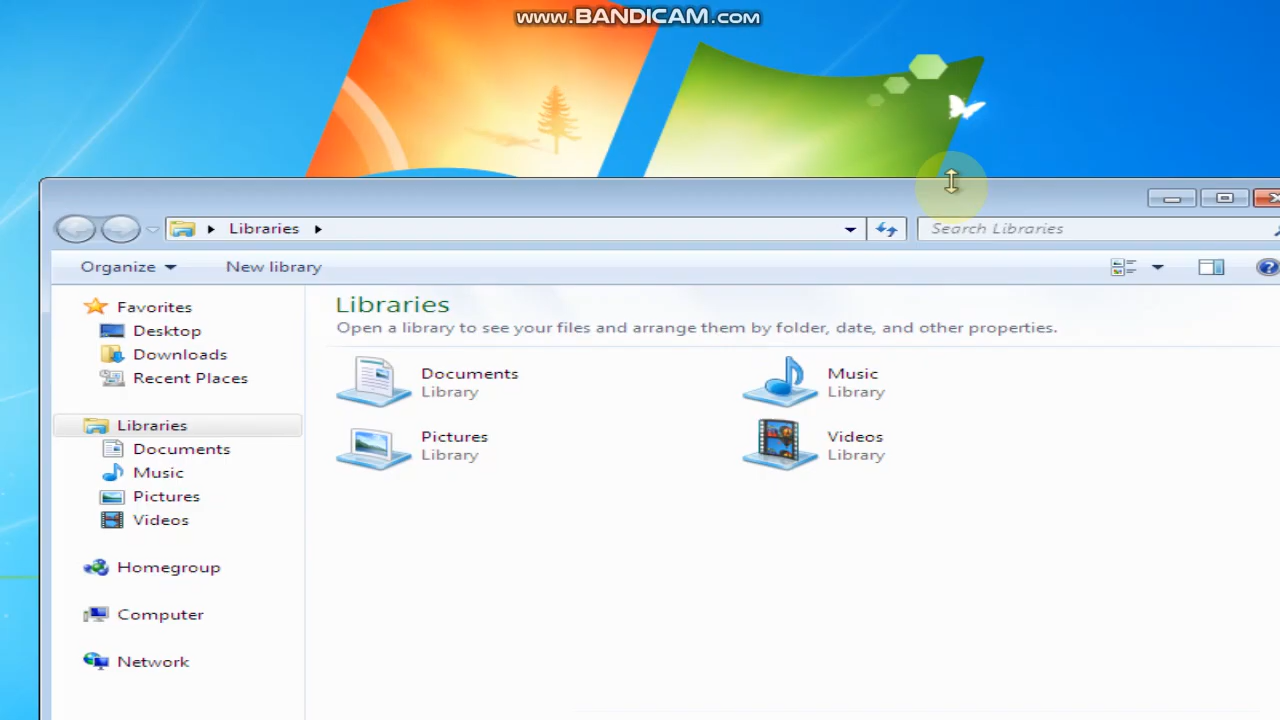 www.BANDICAM.com
Libraries
Search Libraries
Organize
New library
Favorites
Desktop
Downloads
Recent Places
Libraries
Documents
Music
Pictures
Videos
Homegroup
Computer
Network
Libraries
Open a library to see your files and arrange them by folder, date, and other properties.
Documents
Library
Music
Library
Pictures
Library
Videos
Library